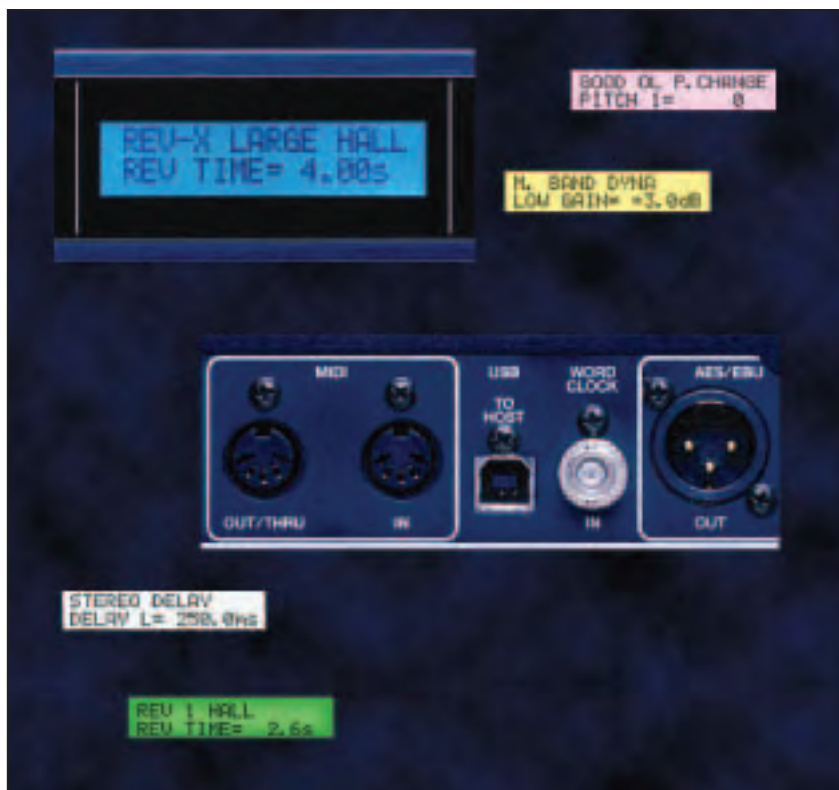 REV-X LARGE HALL
REV TIME= 4.00s
GOOD OL P.CHANGE
PITCH 1= 0
M. BAND DYNA
LOW GAIN= -3.0dB
MIDI
USB
WORD
CLOCK
AES/EBU
TO
HOST
OUT/THRU
IN
IN
OUT
STEREO DELAY
DELAY L= 250.0ms
REV 1 HALL
REV TIME= 2.6s